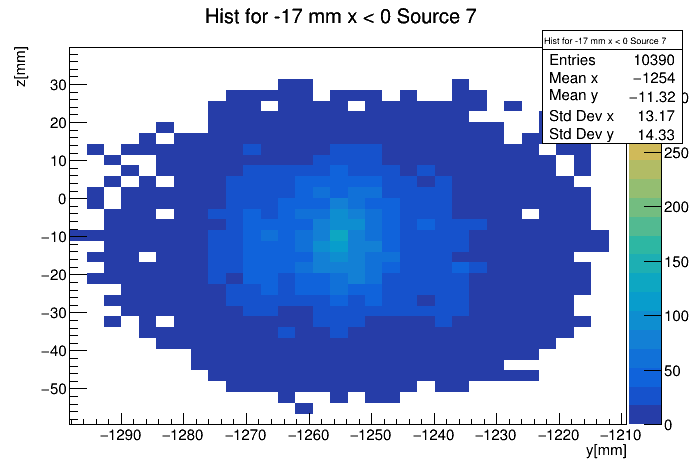 Hist for -17 mm x < 0 Source 7
z[mm]
Hist for -17 mm x < 0 Source 7
Entries 10390
Mean x −1254
Mean y −11.32
Std Dev x 13.17
Std Dev y 14.33
30
20
10
0
−10
−20
−30
−40
−50
0
250
200
150
100
50
0
−1290 −1280 −1270 −1260 −1250 −1240 −1230 −1220 −1210
y[mm]